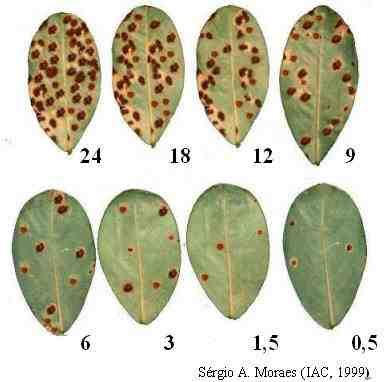 24 18 12 9
6 3 1,5 0,5
Sérgio A. Moraes (IAC, 1999)